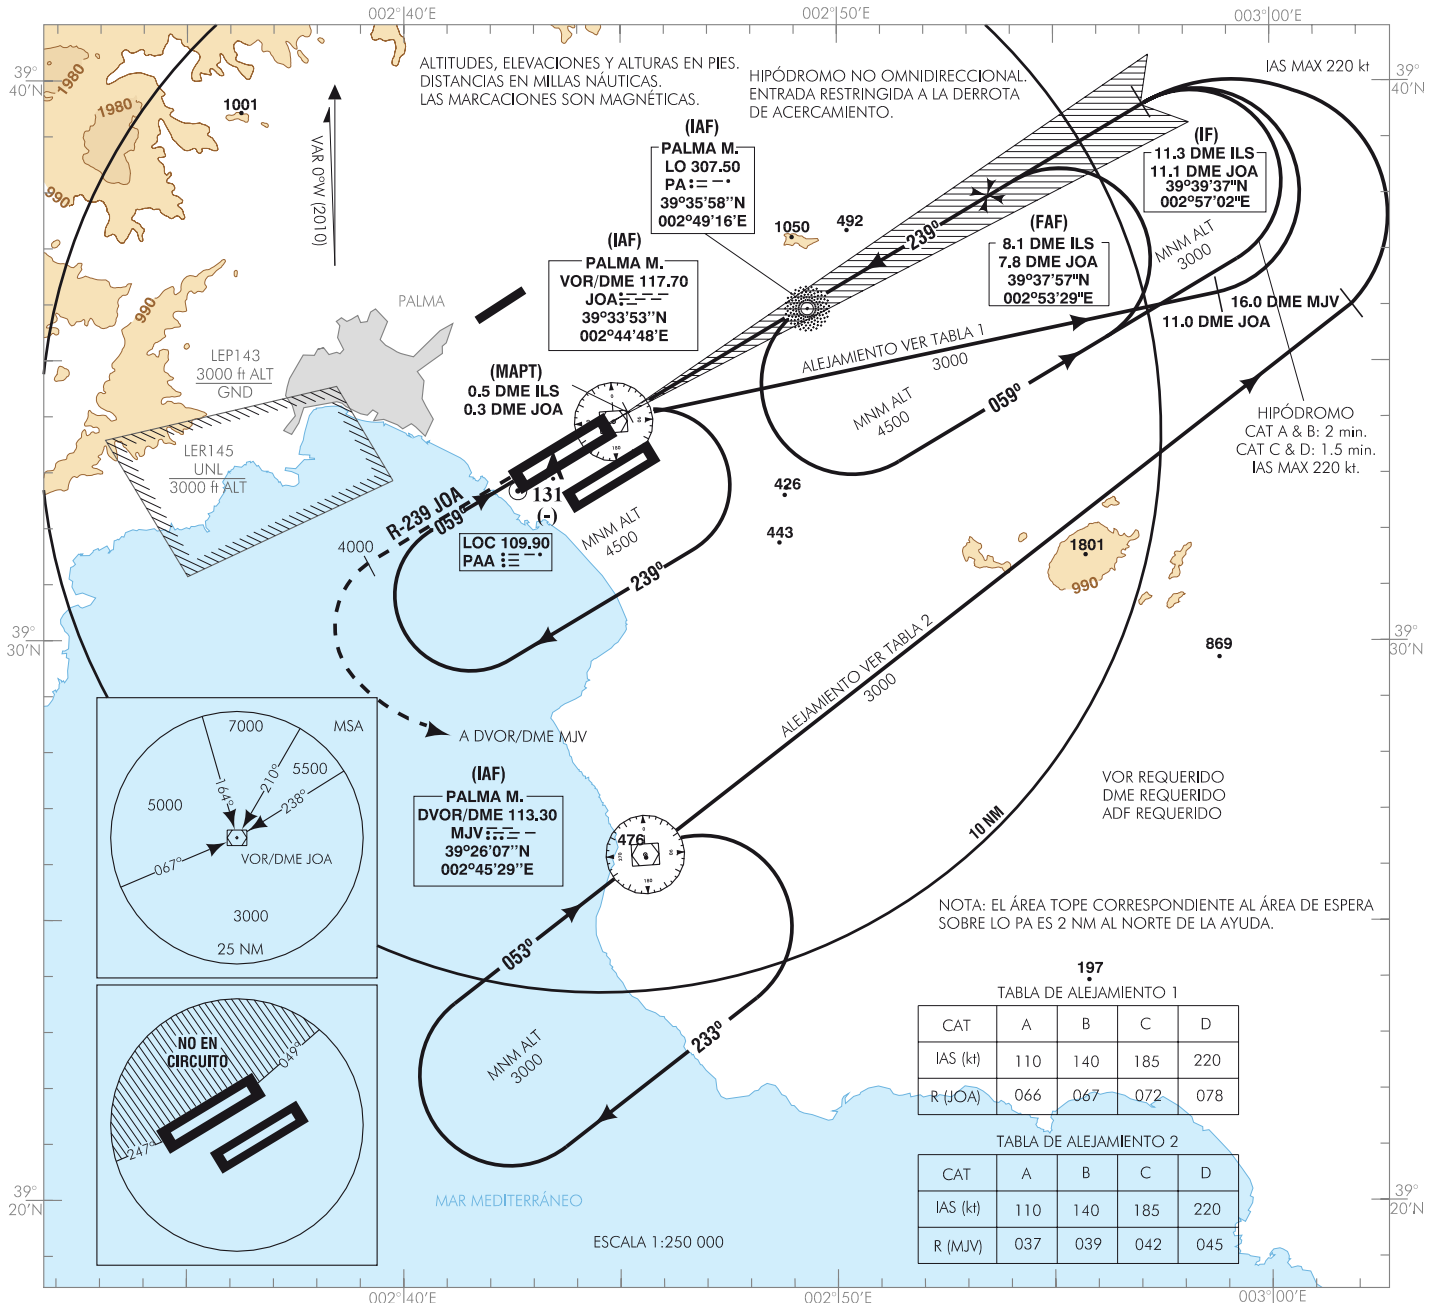 002°40'E
002°50'E
003°00'E
39°
40'N
39°
40'N
1980
1980
1001
990
990
VAR 0°W (2010)
ALTITUDES, ELEVACIONES Y ALTURAS EN PIES.
DISTANCIAS EN MILLAS NÁUTICAS.
LAS MARCACIONES SON MAGNÉTICAS.
HIPÓDROMO NO OMNIDIRECCIONAL.
ENTRADA RESTRINGIDA A LA DERROTA
DE ACERCAMIENTO.
IAS MAX 220 kt
(IAF)
PALMA M.
LO 307.50
PA
39°35'58''N
002°49'16'E
(IF)
11.3 DME ILS
11.1 DME JOA
39°39'37"N
002°57'02"E
(IAF)
PALMA M.
VOR/DME 117.70
JOA
39°33'53''N
002°44'48'E
(FAF)
8.1 DME ILS
7.8 DME JOA
39°37'57"N
002°53'29"E
1050
492
239º
MNM ALT
3000
16.0 DME MJV
11.0 DME JOA
PALMA
LEP143
3000 ft ALT
GND
(MAPT)
0.5 DME ILS
0.3 DME JOA
ALEJAMIENTO VER TABLA 1
3000
059º
MNM ALT
4500
HIPÓDROMO
CAT A & B: 2 min.
CAT C & D: 1.5 min.
IAS MAX 220 kt.
LER145
UNL
3000 ft ALT
R-239 JOA
059º
131
(-)
LOC 109.90
PAA
MNM ALT
4500
239º
4000
426
443
1801
990
869
39°
30'N
39°
30'N
ALEJAMIENTO VER TABLA 2
3000
A DVOR/DME MJV
(IAF)
PALMA M.
DVOR/DME 113.30
MJV
39°26'07''N
002°45'29''E
476
10 NM
VOR REQUERIDO
DME REQUERIDO
ADF REQUERIDO
7000
MSA
5500
5000
164°
210°
238°
067°
VOR/DME JOA
3000
25 NM
053º
233º
MNM ALT
3000
NOTA: EL ÁREA TOPE CORRESPONDIENTE AL ÁREA DE ESPERA
SOBRE LO PA ES 2 NM AL NORTE DE LA AYUDA.
197
NO EN
CIRCUITO
049°
247°
TABLA DE ALEJAMIENTO 1
CAT A B C D
IAS (kt) 110 140 185 220
R (JOA) 066 067 072 078
TABLA DE ALEJAMIENTO 2
CAT A B C D
IAS (kt) 110 140 185 220
R (MJV) 037 039 042 045
39°
20'N
39°
20'N
MAR MEDITERRÁNEO
ESCALA 1:250 000
002°40'E
002°50'E
003°00'E